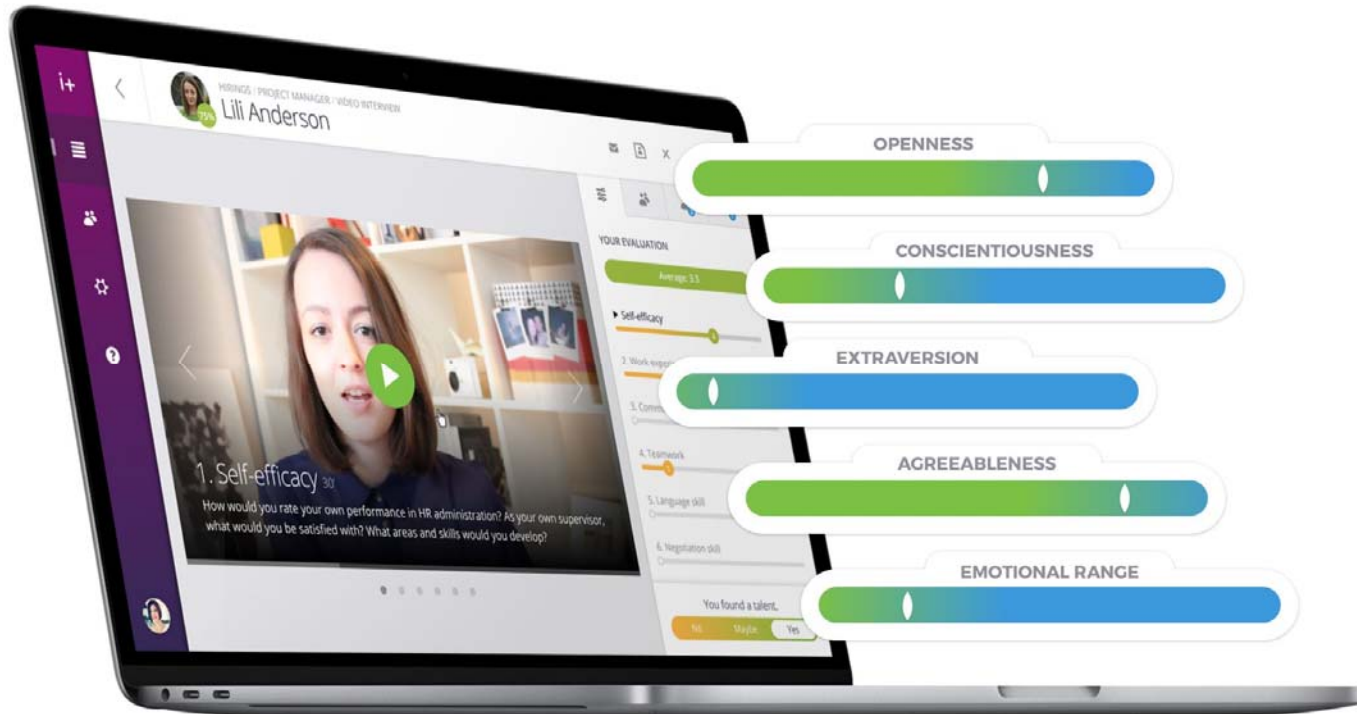 i+
HIRINGS / PROJECT MANAGER / VIDEO INTERVIEW
Lili Anderson
75%
OPENNESS
YOUR EVALUATION
Average: 3.5
CONSCIENTIOUSNESS
Self-efficacy
2. Work
EXTRAVERSION
3.
AGREEABLENESS
4. Teamwork
1. Self-efficacy 30'
How would you rate your own performance in HR administration? As your own supervisor,
what would you be satisfied with? What areas and skills would you develop?
5. Language skill
6. Negotiation skill
EMOTIONAL RANGE
You found a talent.
No Maybe Yes